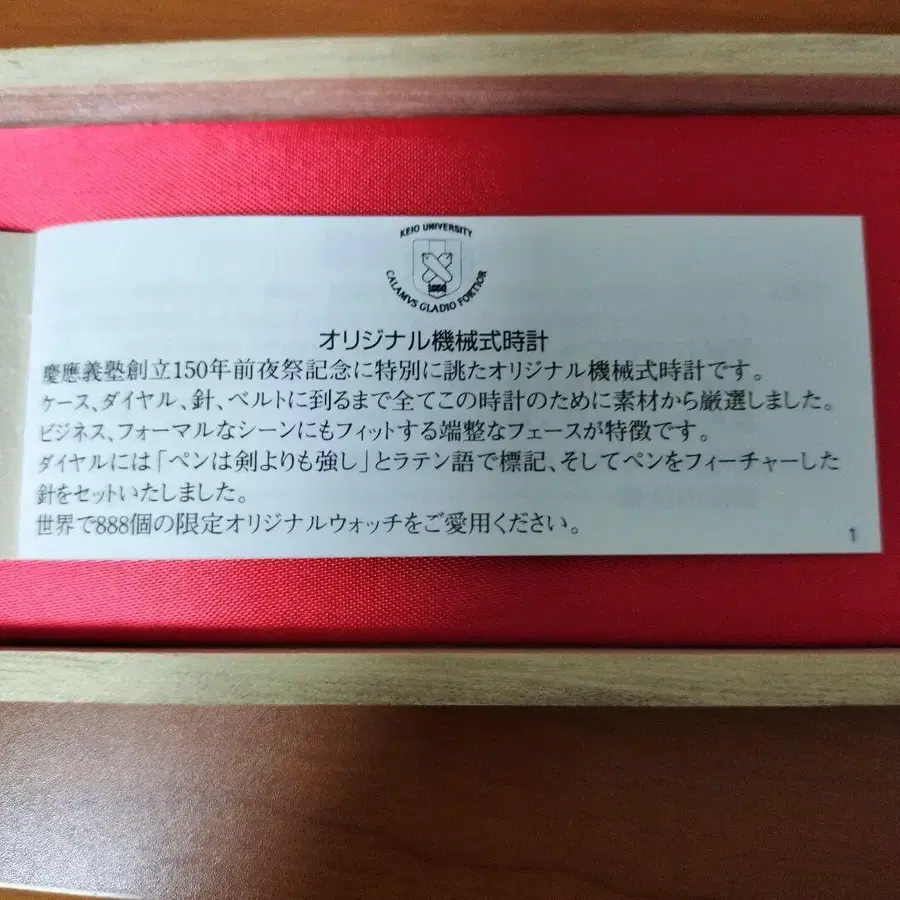 KEIO UNIVERSITY
CALAMVS GLADIO FORTIOR
オリジナル機械式時計
慶應義塾創立150年前夜祭記念に特別に誂たオリジナル機械式時計です。
ケース、ダイヤル、針、ベルトに到るまで全てこの時計のために素材から厳選しました。
ビジネス、フォーマルなシーンにもフィットする端整なフェースが特徴です。
ダイヤルには「ペンは剣よりも強し」とラテン語で標記、そしてペンをフィーチャーした
針をセットいたしました。
世界で888個の限定オリジナルウォッチをご愛用ください。
1